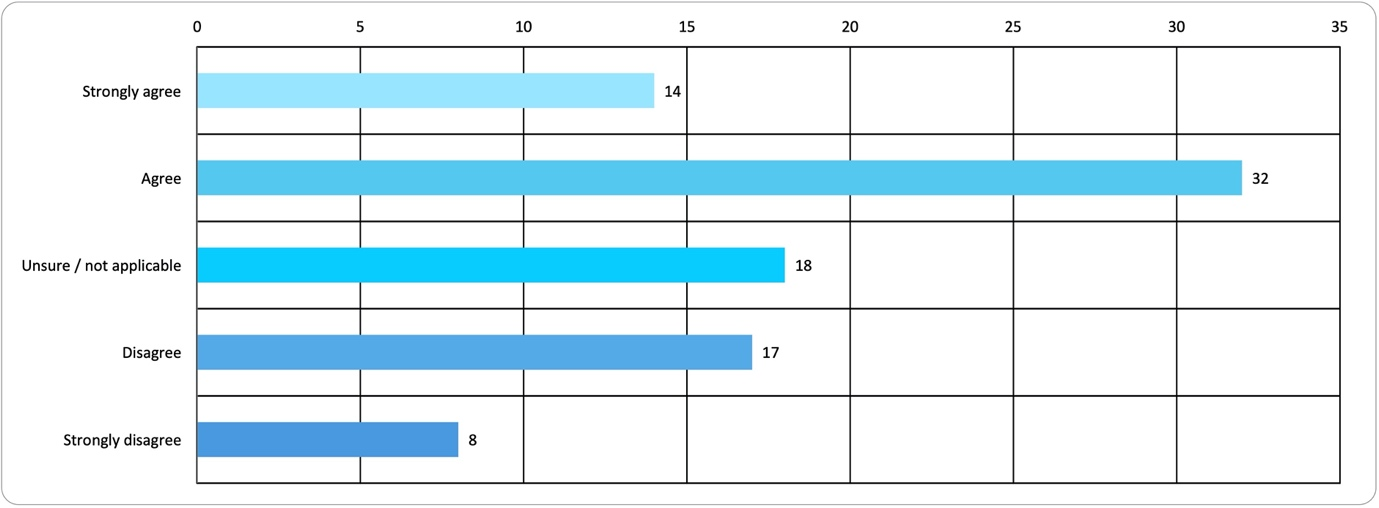 0 5 10 15 20 25 30 35
Strongly agree 14
Agree 32
Unsure / not applicable 18
Disagree 17
Strongly disagree 8